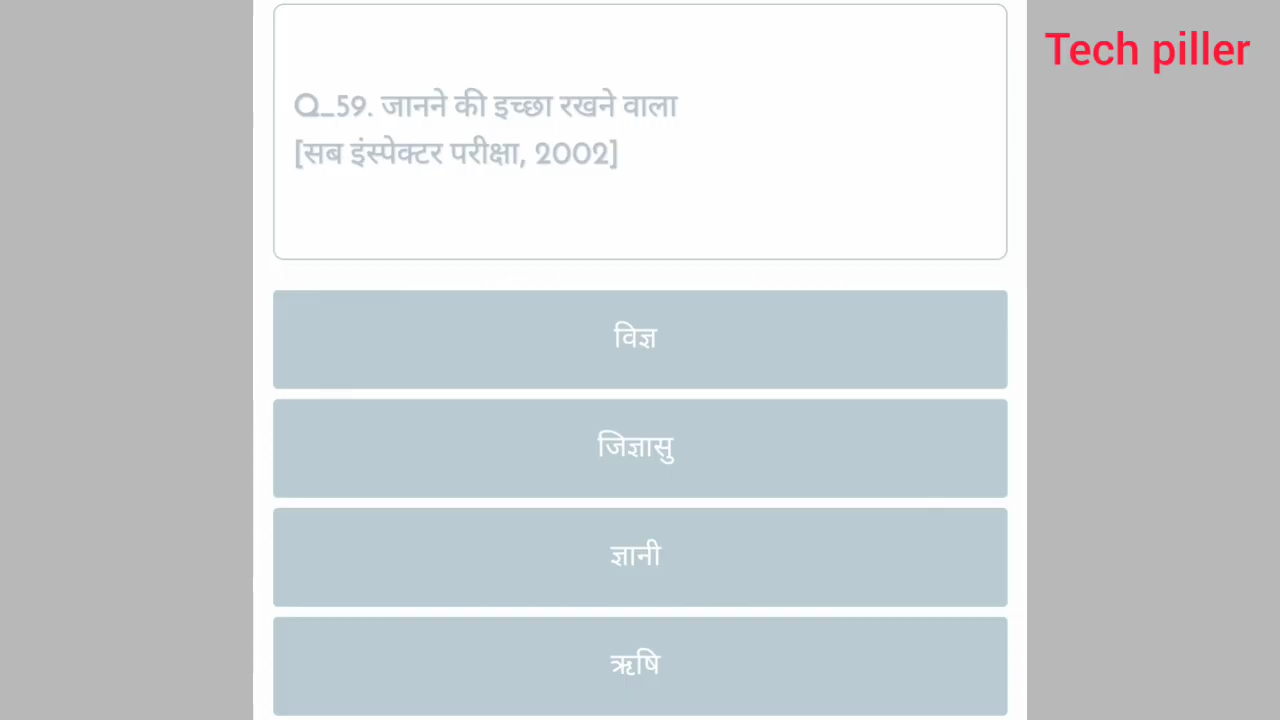 Tech piller
Q_59. जानने की इच्छा रखने वाला
[सब इंस्पेक्टर परीक्षा, 2002]
विज्ञ
जिज्ञासु
ज्ञानी
ऋषि